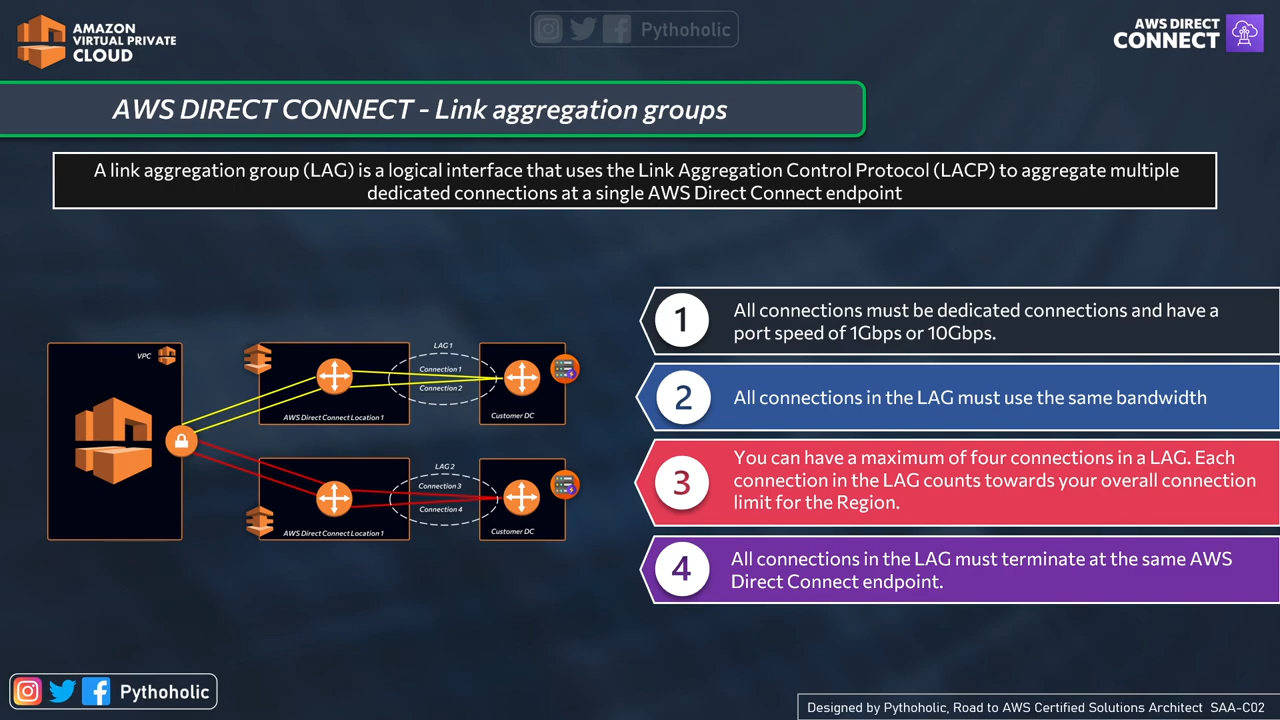 AMAZON
VIRTUAL PRIVATE
CLOUD
Pythoholic
AWS DIRECT
CONNECT
AWS DIRECT CONNECT - Link aggregation groups
A link aggregation group (LAG) is a logical interface that uses the Link Aggregation Control Protocol (LACP) to aggregate multiple
dedicated connections at a single AWS Direct Connect endpoint
VPC
LAG 1
Connection 1
Connection 2
AWS Direct Connect Location 1
Customer DC
LAG 2
Connection 3
Connection 4
AWS Direct Connect Location 1
Customer DC
1
All connections must be dedicated connections and have a
port speed of 1Gbps or 10Gbps.
2
All connections in the LAG must use the same bandwidth
3
You can have a maximum of four connections in a LAG. Each
connection in the LAG counts towards your overall connection
limit for the Region.
4
All connections in the LAG must terminate at the same AWS
Direct Connect endpoint.
Pythoholic
Designed by Pythoholic, Road to AWS Certified Solutions Architect SAA-C02